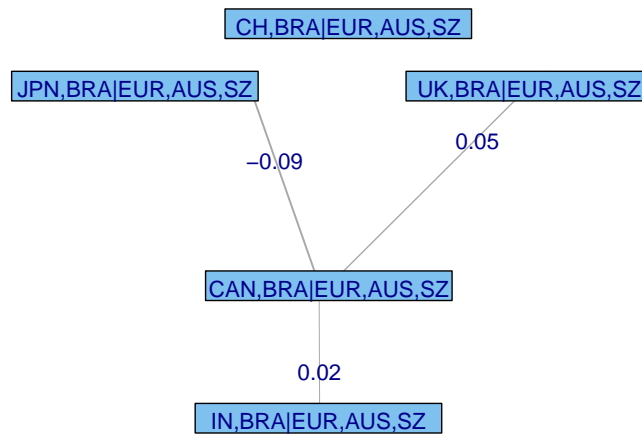 CH,BRA|EUR,AUS,SZ
JPN,BRA|EUR,AUS,SZ
UK,BRA|EUR,AUS,SZ
−0.09
0.05
CAN,BRA|EUR,AUS,SZ
0.02
IN,BRA|EUR,AUS,SZ